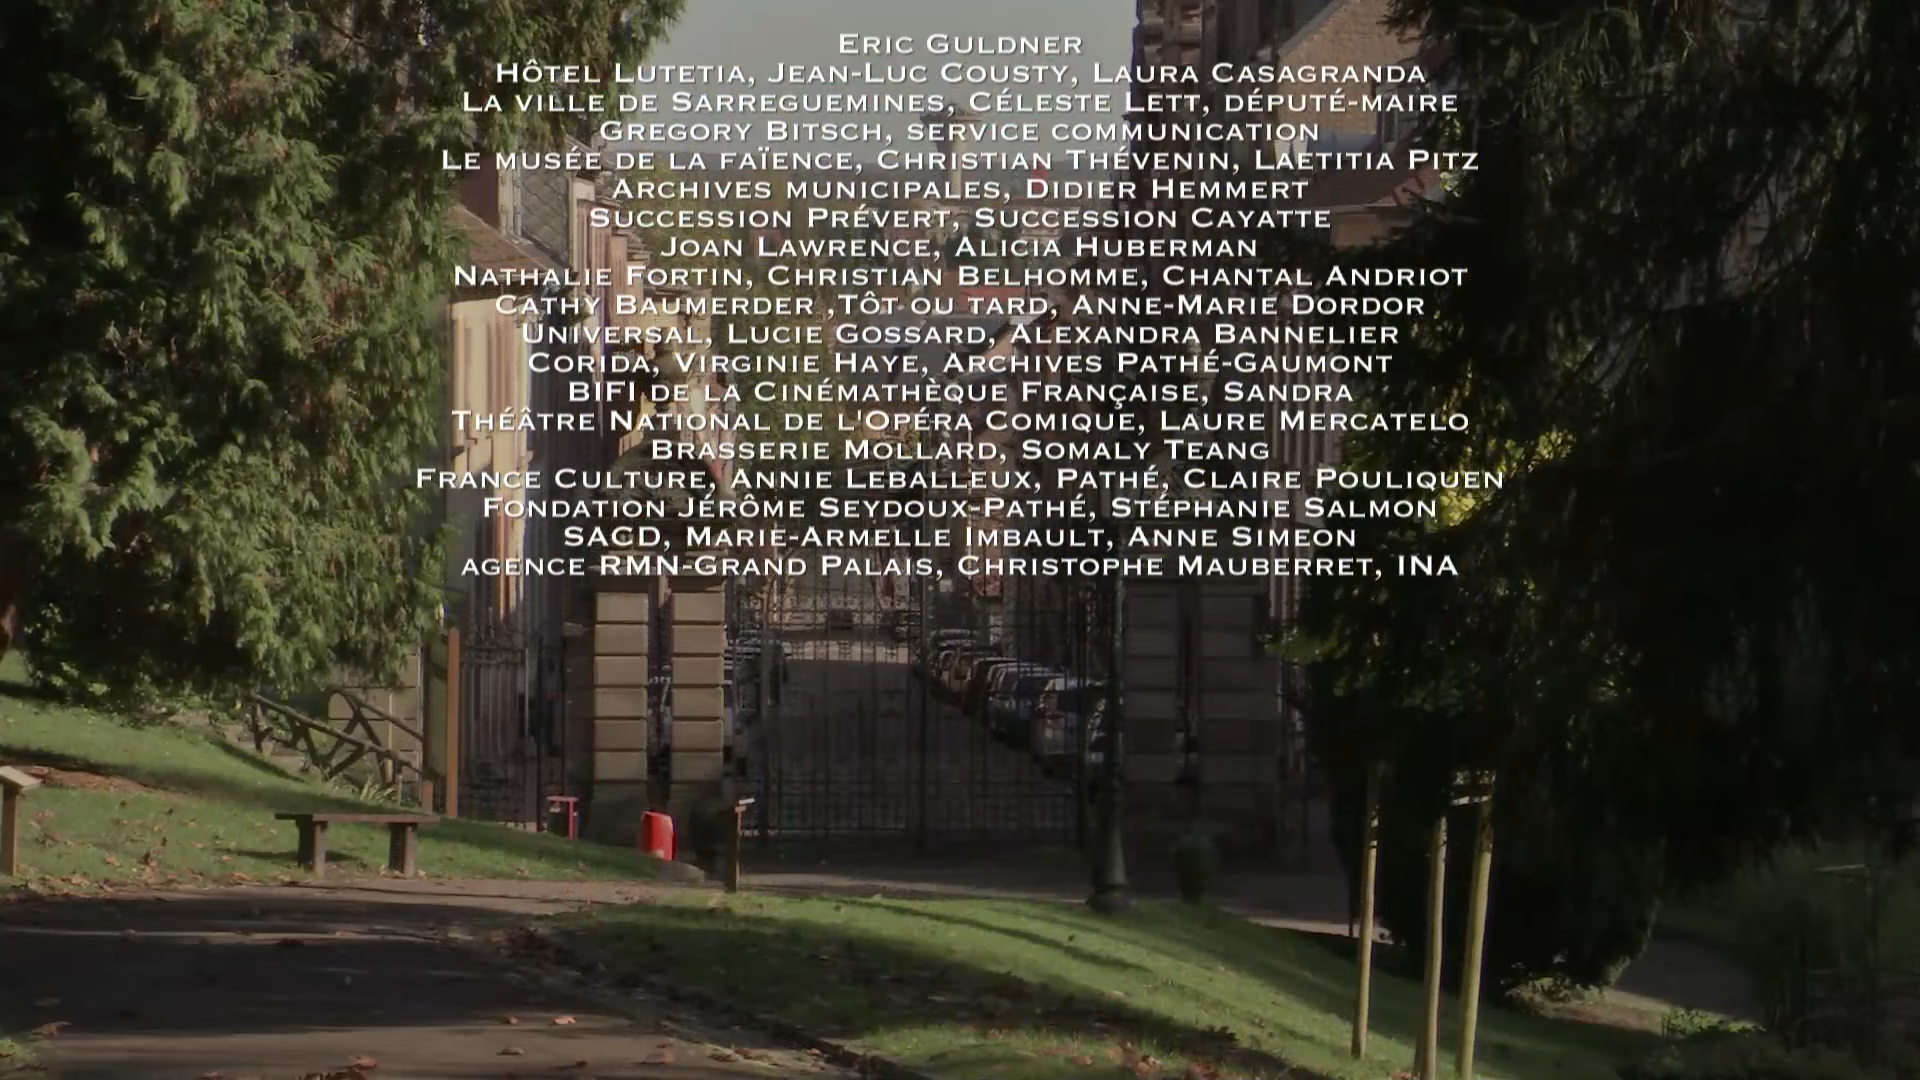 Eric Guldner
Hôtel Lutetia, Jean-Luc Cousty, Laura Casagranda
La ville de Sarreguemines, Céleste Lett, député-maire
Gregory Bitsch, service communication
Le musée de la faïence, Christian Thévenin, Laetitia Pitz
Archives municipales, Didier Hemmert
Succession Prévert, Succession Cayatte
Joan Lawrence, Alicia Huberman
Nathalie Fortin, Christian Belhomme, Chantal Andriot
Cathy Baumerder ,Tôt ou tard, Anne-Marie Dordor
Universal, Lucie Gossard, Alexandra Bannelier
Corida, Virginie Haye, Archives Pathé-Gaumont
BIFI de la Cinémathèque Française, Sandra
Théâtre National de l'Opéra Comique, Laure Mercatelo
Brasserie Mollard, Somaly Teang
France Culture, Annie Leballeux, Pathé, Claire Pouliquen
Fondation Jérôme Seydoux-Pathé, Stéphanie Salmon
SACD, Marie-Armelle Imbault, Anne Simeon
agence RMN-Grand Palais, Christophe Mauberret, INA